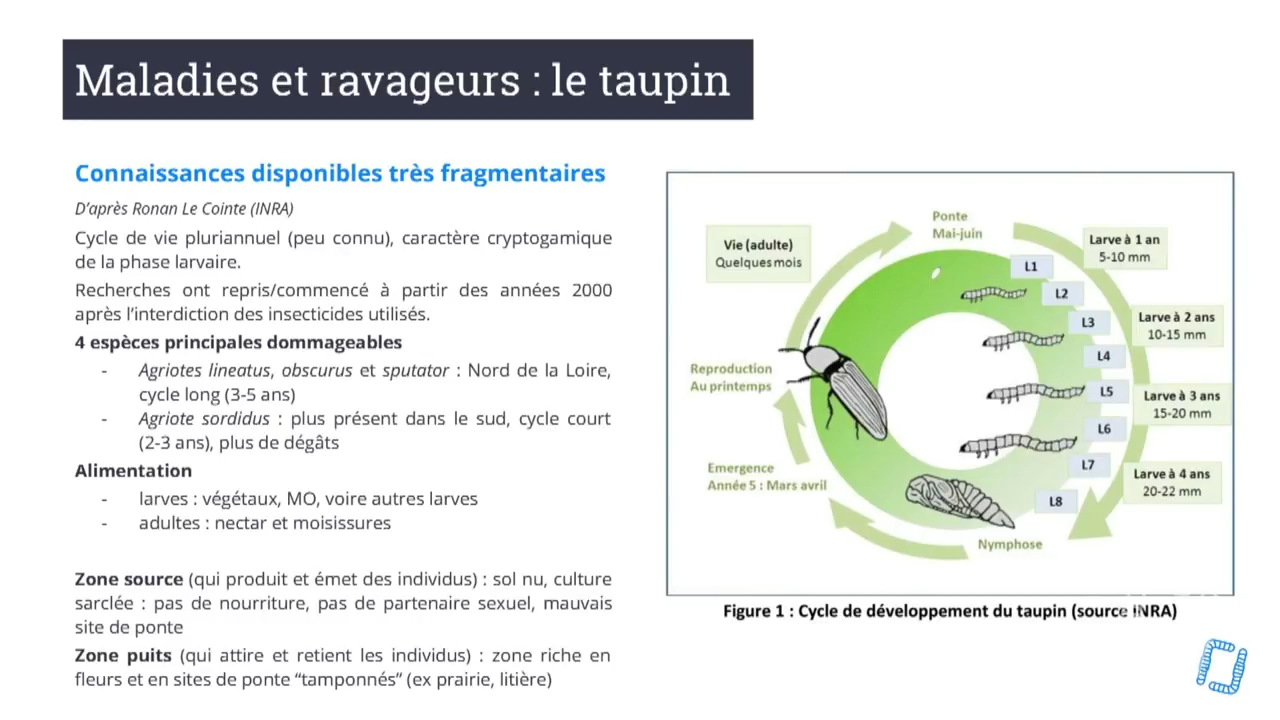 Maladies et ravageurs : le taupin
Connaissances disponibles très fragmentaires
D'après Ronan Le Cointe (INRA)
Cycle de vie pluriannuel (peu connu), caractère cryptogamique
de la phase larvaire.
Recherches ont repris/commencé à partir des années 2000
après l'interdiction des insecticides utilisés.
4 espèces principales dommageables
- Agriotes lineatus, obscurus et sputator : Nord de la Loire,
cycle long (3-5 ans)
- Agriote sordidus : plus présent dans le sud, cycle court
(2-3 ans), plus de dégâts
Alimentation
- larves : végétaux, MO, voire autres larves
- adultes : nectar et moisissures
Zone source (qui produit et émet des individus) : sol nu, culture
sarclée : pas de nourriture, pas de partenaire sexuel, mauvais
site de ponte
Zone puits (qui attire et retient les individus) : zone riche en
fleurs et en sites de ponte “tamponnés” (ex prairie, litière)
Ponte
Mai-juin
Vie (adulte)
Quelques mois
Larve à 1 an
5-10 mm
L1
L2
L3
Larve à 2 ans
10-15 mm
L4
Reproduction
Au printemps
L5
Larve à 3 ans
15-20 mm
L6
L7
Emergence
Année 5 : Mars avril
Larve à 4 ans
20-22 mm
L8
Nymphose
Figure 1 : Cycle de développement du taupin (source INRA)